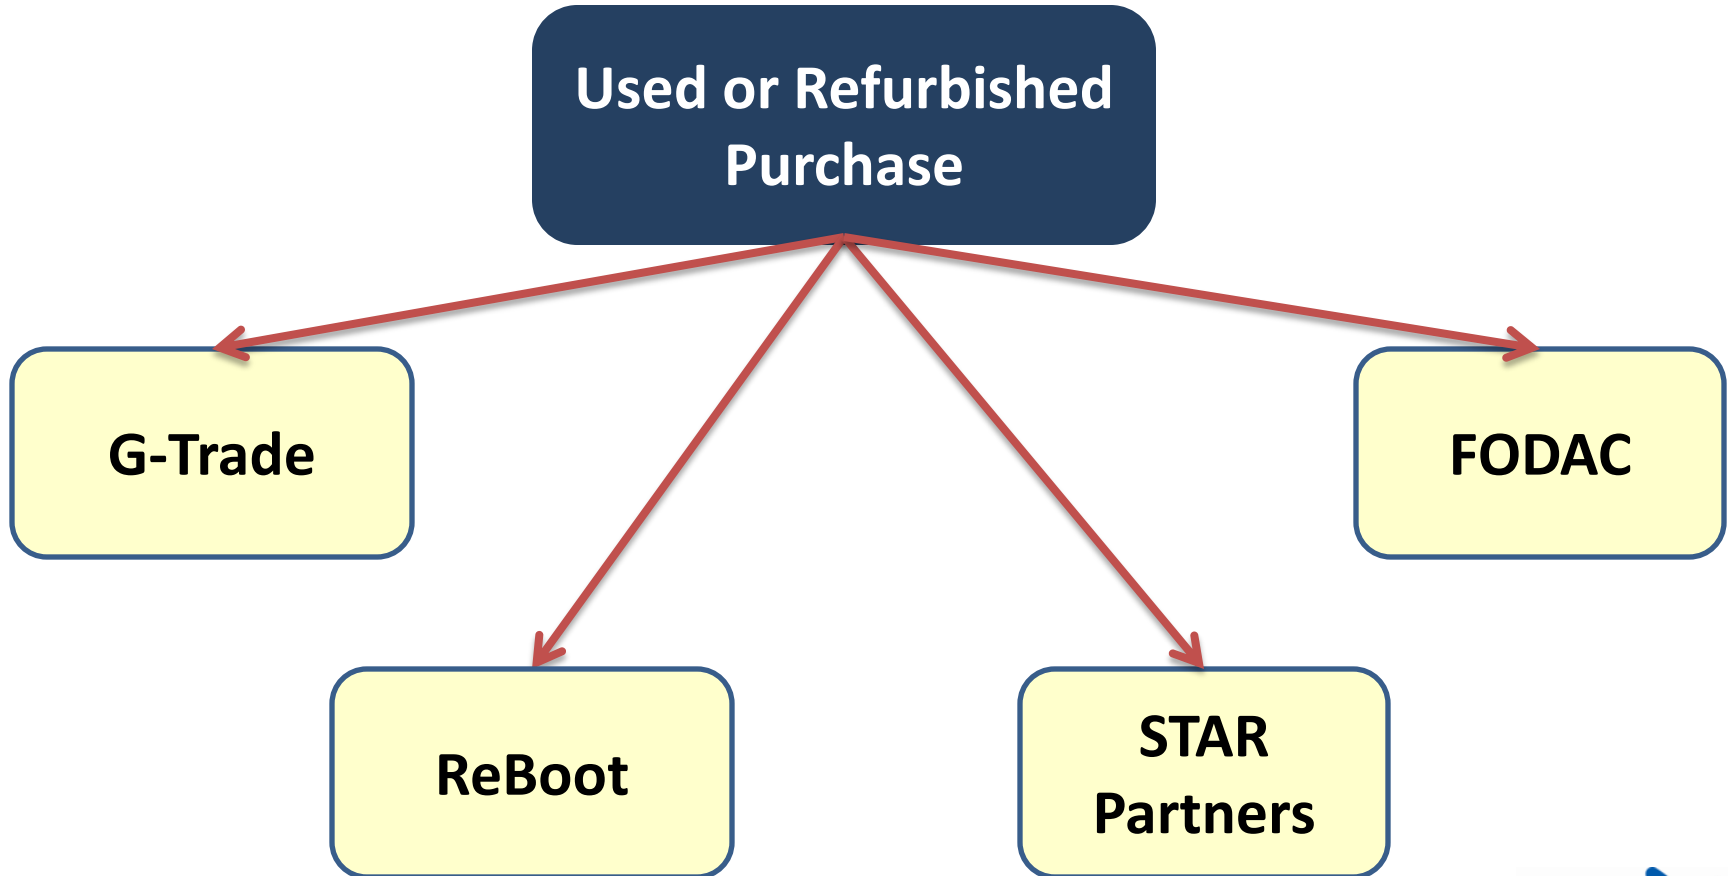 Used or Refurbished
Purchase
G-Trade
FODAC
ReBoot
STAR
Partners